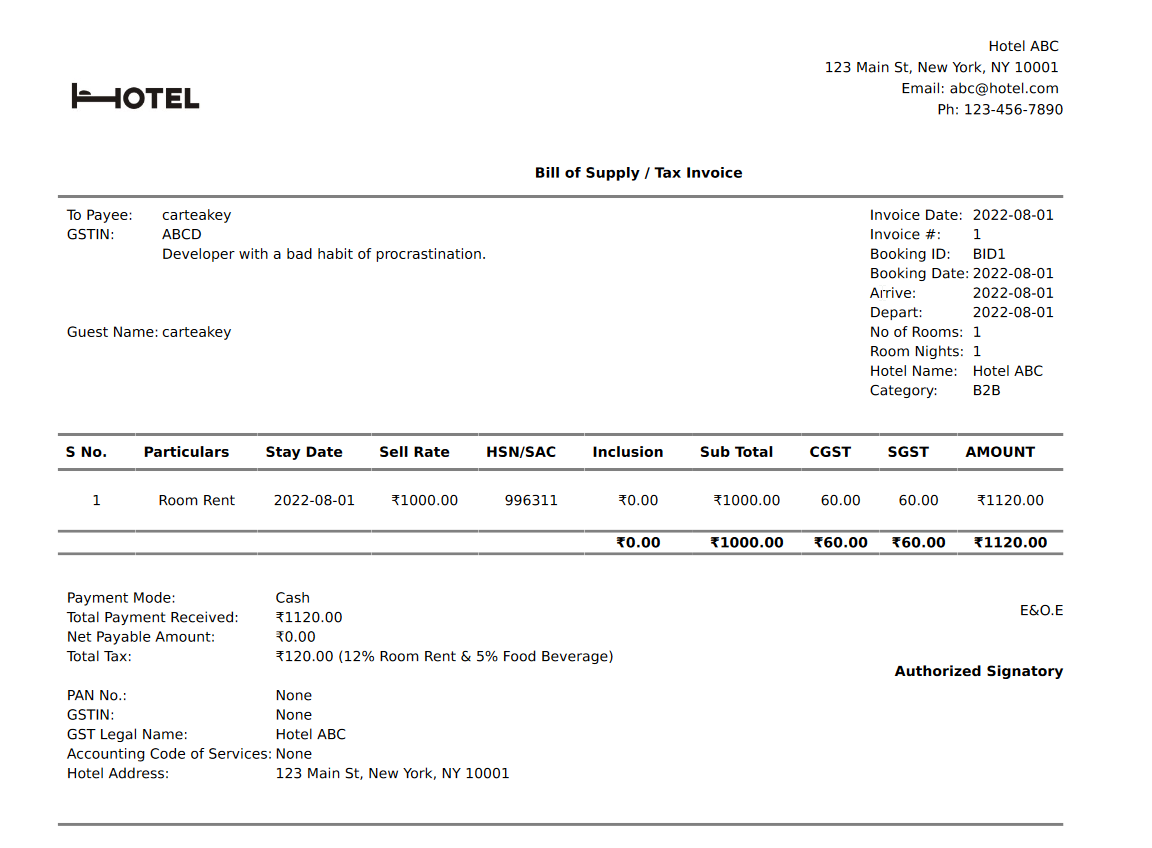 HOTEL
Hotel ABC
123 Main St, New York, NY 10001
Email: abc@hotel.com
Ph: 123-456-7890
Bill of Supply / Tax Invoice
To Payee: carteakey
GSTIN: ABCD
Developer with a bad habit of procrastination.
Guest Name: carteakey
Invoice Date: 2022-08-01
Invoice #: 1
Booking ID: BID1
Booking Date: 2022-08-01
Arrive: 2022-08-01
Depart: 2022-08-01
No of Rooms: 1
Room Nights: 1
Hotel Name: Hotel ABC
Category: B2B
S No. Particulars Stay Date Sell Rate HSN/SAC Inclusion Sub Total CGST SGST AMOUNT
1 Room Rent 2022-08-01 ₹1000.00 996311 ₹0.00 ₹1000.00 60.00 60.00 ₹1120.00
₹0.00 ₹1000.00 ₹60.00 ₹60.00 ₹1120.00
Payment Mode: Cash
Total Payment Received: ₹1120.00
Net Payable Amount: ₹0.00
Total Tax: ₹120.00 (12% Room Rent & 5% Food Beverage)
PAN No.: None
GSTIN: None
GST Legal Name: Hotel ABC
Accounting Code of Services: None
Hotel Address: 123 Main St, New York, NY 10001
E&O.E
Authorized Signatory